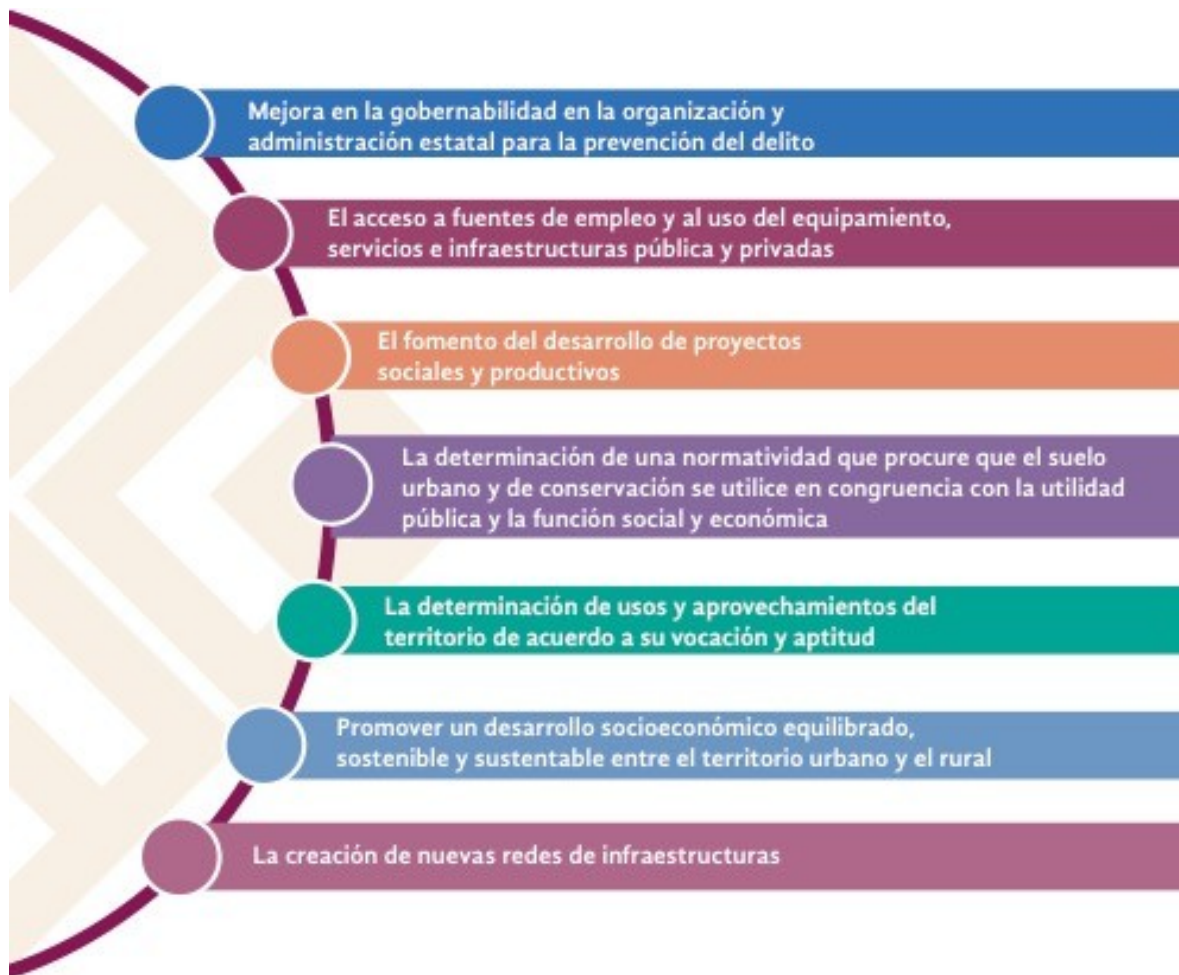 Mejora en la gobernabilidad en la organización y
administración estatal para la prevención del delito
El acceso a fuentes de empleo y al uso del equipamiento,
servicios e infraestructuras pública y privadas
El fomento del desarrollo de proyectos
sociales y productivos
La determinación de una normatividad que procure que el suelo
urbano y de conservación se utilice en congruencia con la utilidad
pública y la función social y económica
La determinación de usos y aprovechamientos del
territorio de acuerdo a su vocación y aptitud
Promover un desarrollo socioeconómico equilibrado,
sostenible y sustentable entre el territorio urbano y el rural
La creación de nuevas redes de infraestructuras